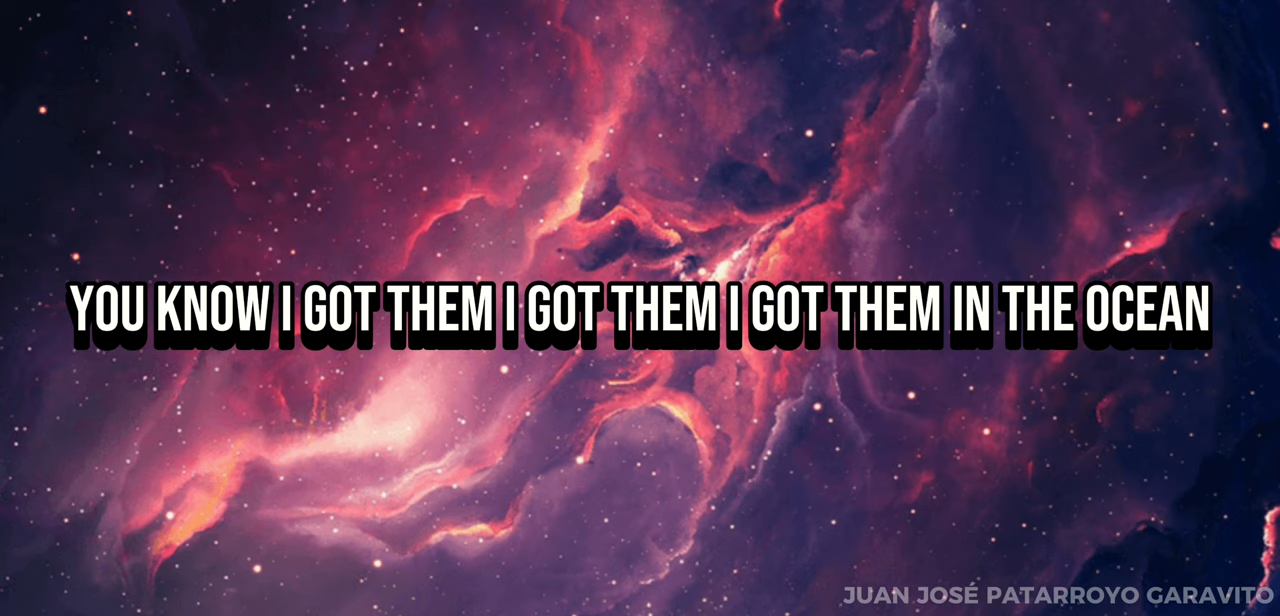 YOU KNOW I GOT THEM I GOT THEM I GOT THEM IN THE OCEAN
JUAN JOSÉ PATARROYO GARAVITO